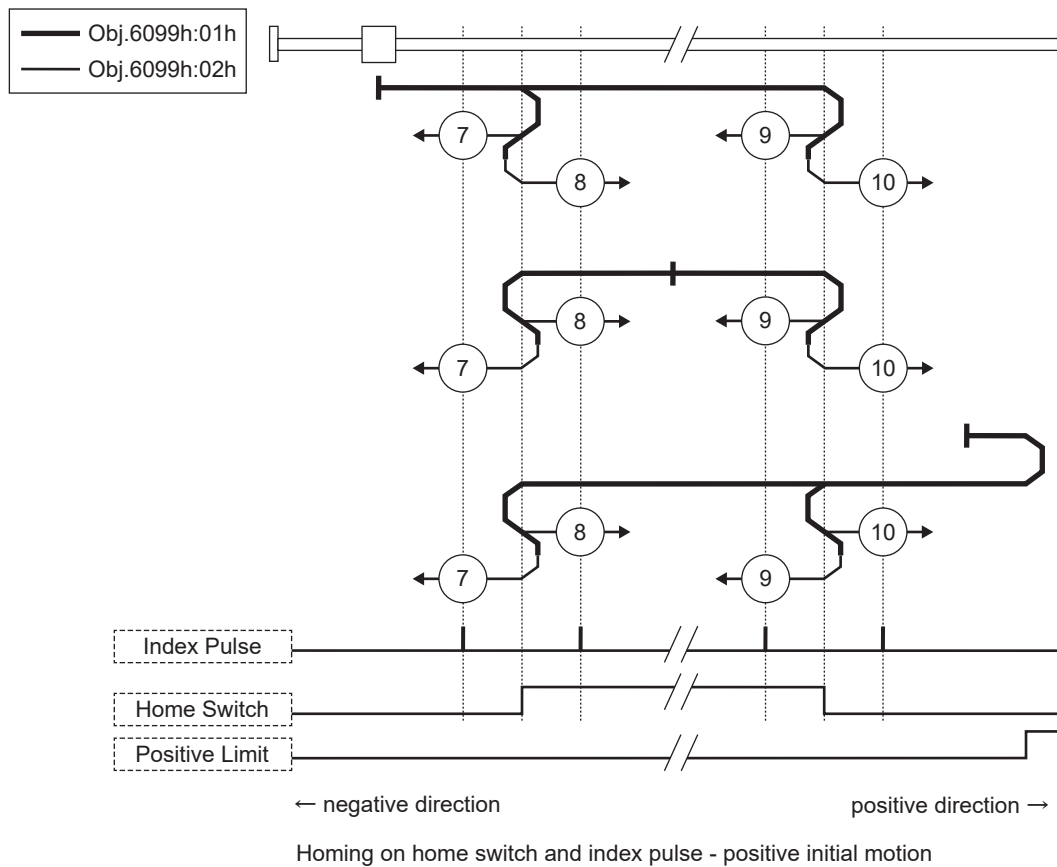 Obj.6099h:01h
Obj.6099h:02h
7
9
8
10
8
9
7
10
8
10
7
9
Index Pulse
Home Switch
Positive Limit
← negative direction
positive direction →
Homing on home switch and index pulse - positive initial motion